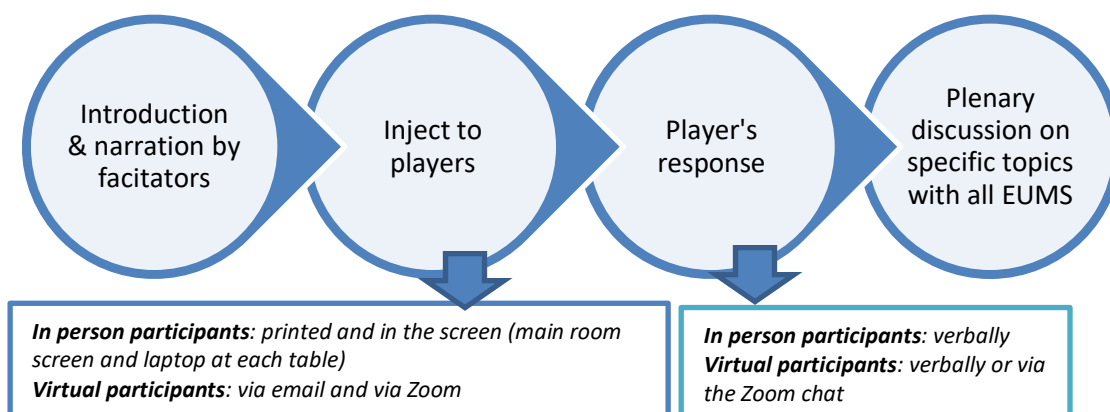 Introduction
& narration by
facitators
Inject to
players
Player's
response
Plenary
discussion on
specific topics
with all EUMS
In person participants: printed and in the screen (main room
screen and laptop at each table)
Virtual participants: via email and via Zoom
In person participants: verbally
Virtual participants: verbally or via
the Zoom chat